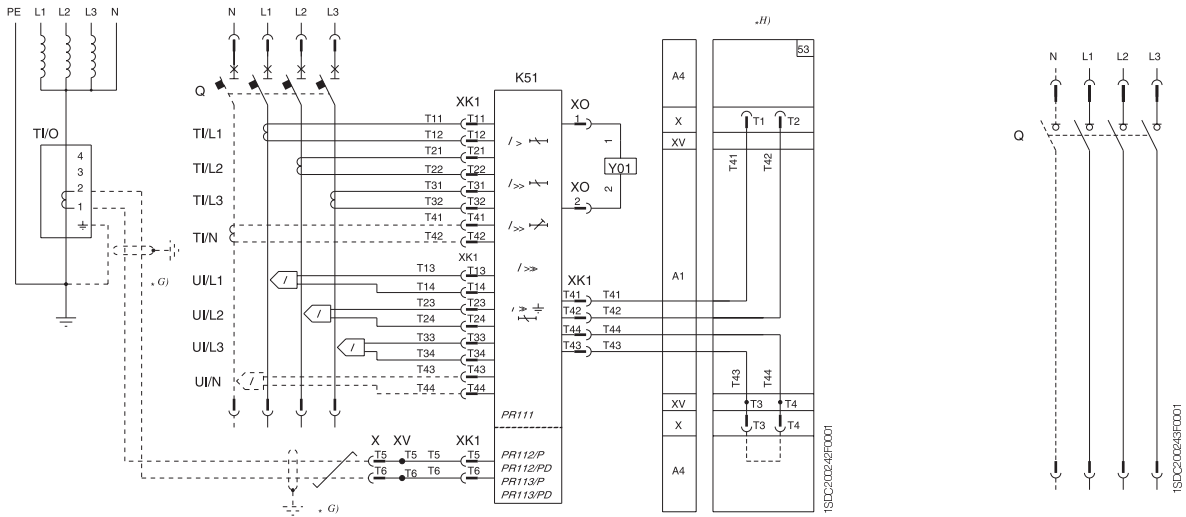 PE L1 L2 L3 N
N L1 L2 L3
* H)
53
N L1 L2 L3
A4
K51
Q
XK1
XO
X T1 T2
Q
TI/O
T11 T11
1
TI/L1
T12 T12
I >
1
XV
4
T21 T21
T41 T42
3
TI/L2
T22 T22
I >>
Y01
2
T31 T31
2
1
TI/L3
T32 T32
XO
2
T41 T41
I >>
TI/N
T42 T42
* G)
XK1
UI/L1
T13 T13
I >>>
T14 T14
XK1
A1
UI/L2
T23 T23
T41 T41
T24 T24
T42 T42
T44 T44
UI/L3
T33 T33
T43 T43
T34 T34
UI/N
T43 T43
T43 T44
T44 T44
XV T3 T4
PR111
X T3 T4
X XV XK1
T5 T5 T5 T5
PR112/P
T6 T6 T6 T6
PR112/PD
A4
PR113/P
PR113/PD
* G)
1SDC200242F0001
1SDC200243F0001